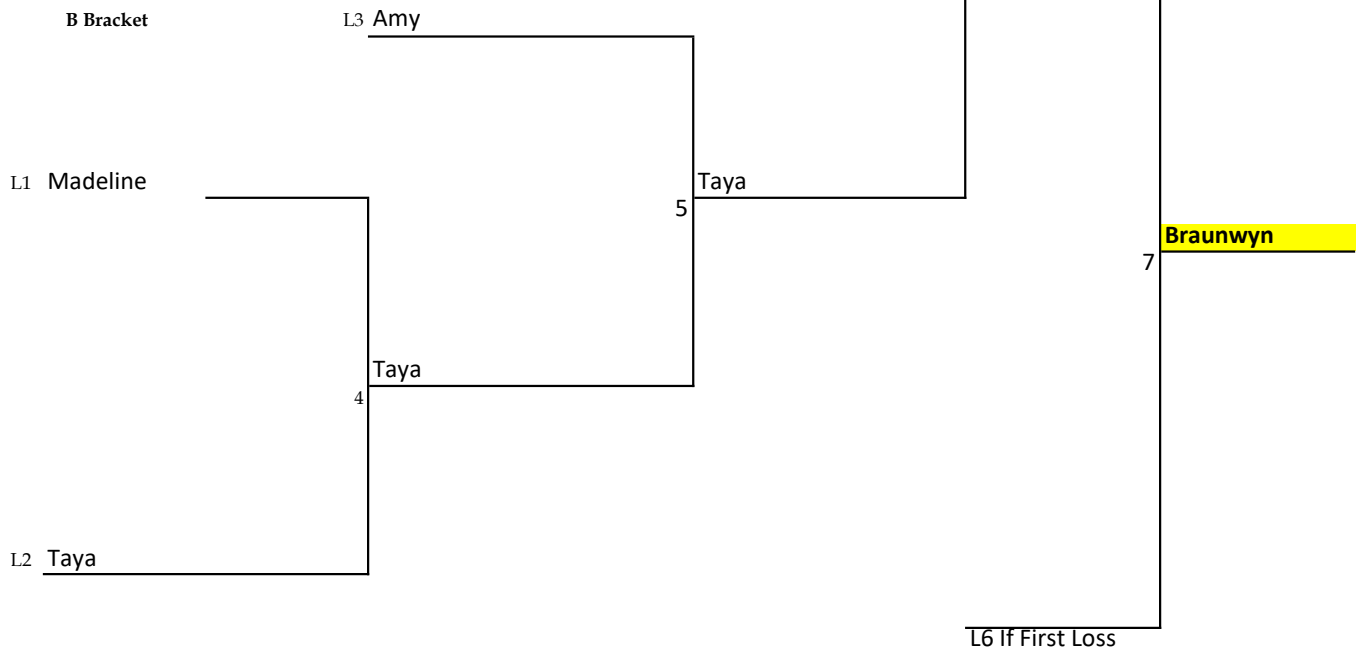 B Bracket
L3 Amy
L1 Madeline
Taya
5
Braunwyn
7
Taya
4
L2 Taya
L6 If First Loss